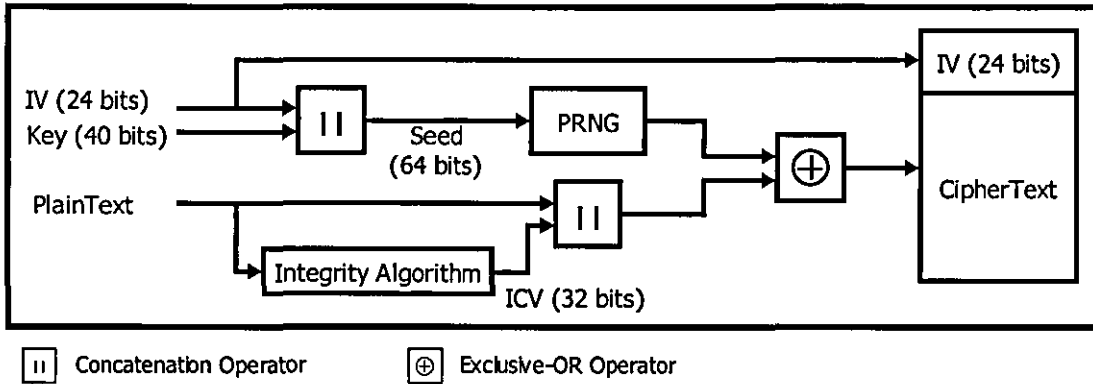 IV (24 bits)
IV (24 bits)
Key (40 bits)
||
Seed
(64 bits)
PRNG
⊕
CipherText
PlainText
||
Integrity Algorithm
ICV (32 bits)
|| Concatenation Operator
⊕ Exclusive-OR Operator